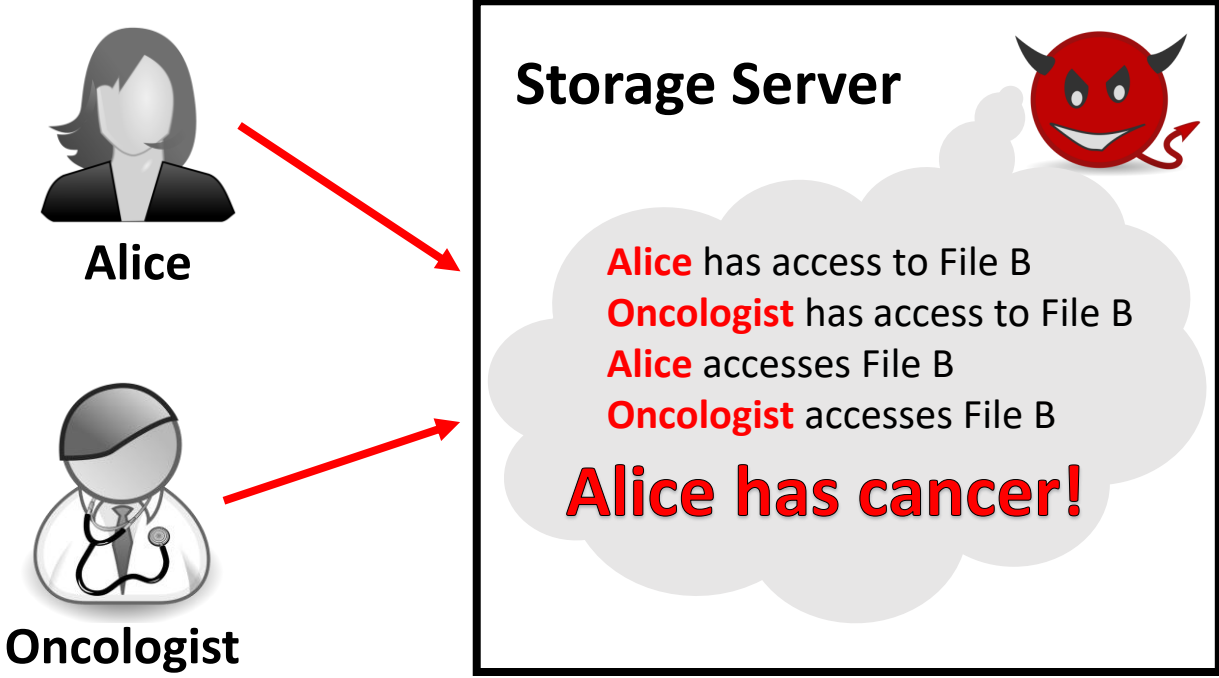 Storage Server
Alice
Alice has access to File B
Oncologist has access to File B
Alice accesses File B
Oncologist accesses File B
Alice has cancer!
Oncologist